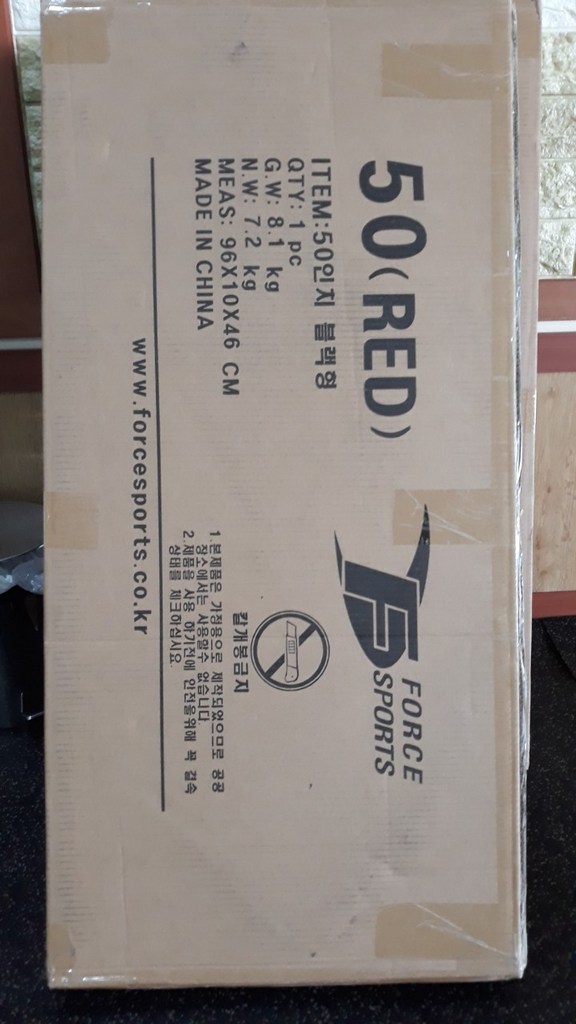 50(RED)
ITEM:50인치 블랙형
QTY: 1 pc
G.W: 8.1 kg
N.W: 7.2 kg
MEAS: 96X10X46 CM
MADE IN CHINA
FORCE
SPORTS
칼개봉금지
1.본제품은 가정용으로 제작되었으므로 공공
장소에서는 사용할수 없습니다.
2.제품을 사용 하기전에 안전을위해 꼭 결속
상태를 체크하십시요.
www.forcesports.co.kr